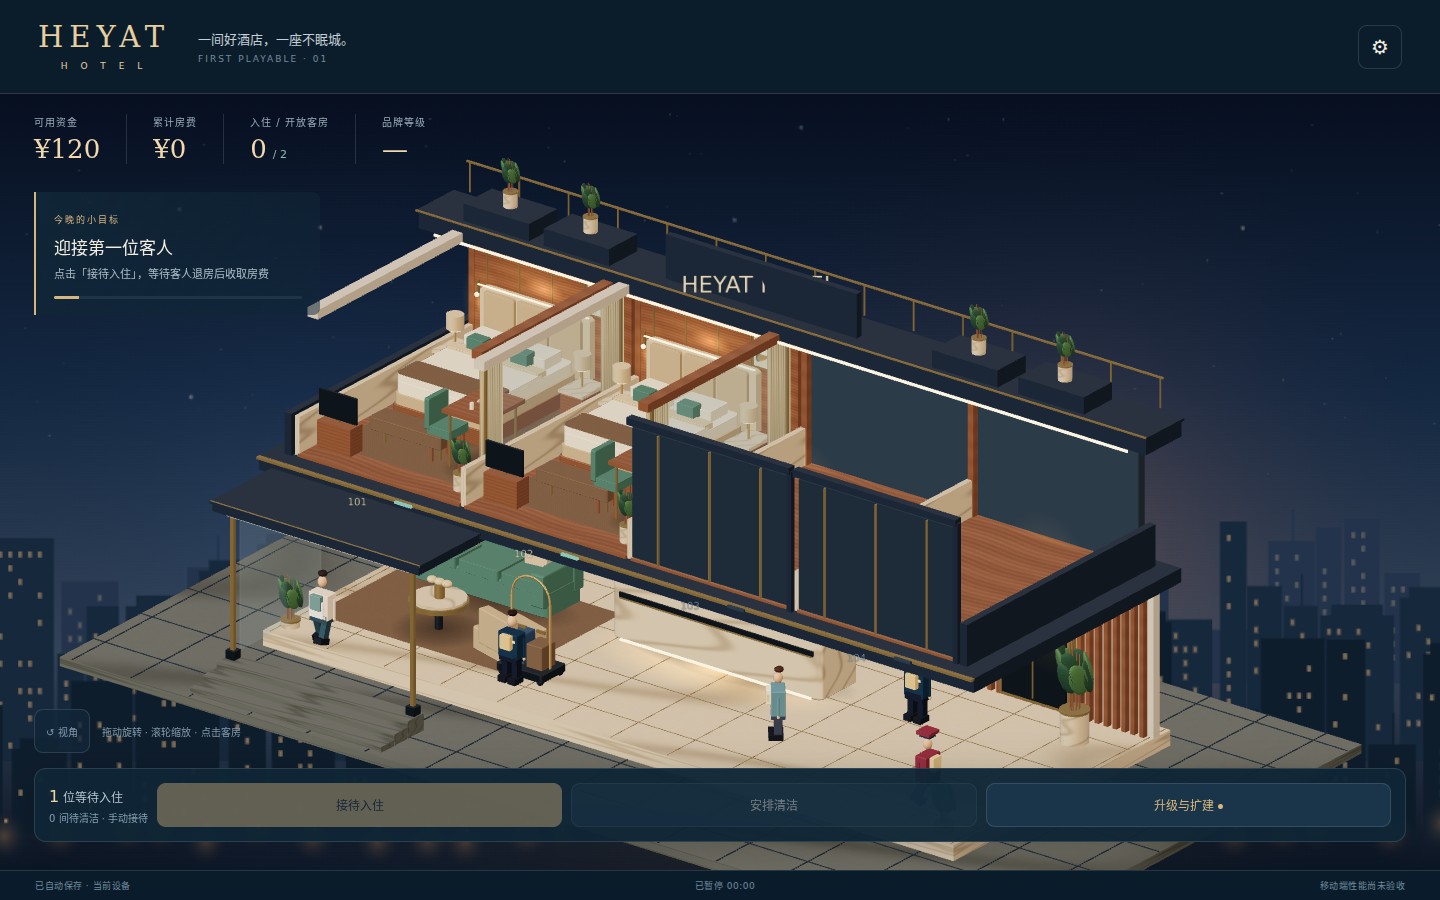 HEYAT
HOTEL
一间好酒店，一座不眠城。
FIRST PLAYABLE · 01
⚙
可用资金
¥120
累计房费
¥0
入住 / 开放客房
0 / 2
品牌等级
—
今晚的小目标
迎接第一位客人
点击「接待入住」，等待客人退房后收取房费
HEYAT
101
102
103
104
↺ 视角
拖动旋转 · 滚轮缩放 · 点击客房
1 位等待入住
0 间待清洁 · 手动接待
接待入住
安排清洁
升级与扩建
已自动保存 · 当前设备
已暂停 00:00
移动端性能尚未验收